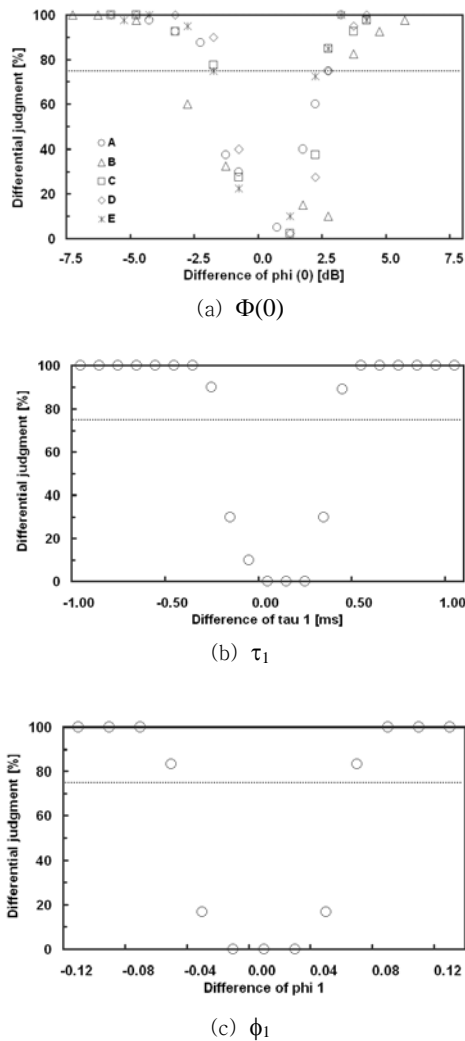 100
80
60
40
20
0
Differential judgment [%]
A
B
C
D
E
-7.5 -5.0 -2.5 0.0 2.5 5.0 7.5
Difference of phi (0) [dB]
(a) Φ(0)
100
80
60
40
20
0
Differential judgment [%]
-1.00 -0.50 0.00 0.50 1.00
Difference of tau 1 [ms]
(b) τ1
100
80
60
40
20
0
Differential judgment [%]
-0.12 -0.08 -0.04 0.00 0.04 0.08 0.12
Difference of phi 1
(c) ϕ1